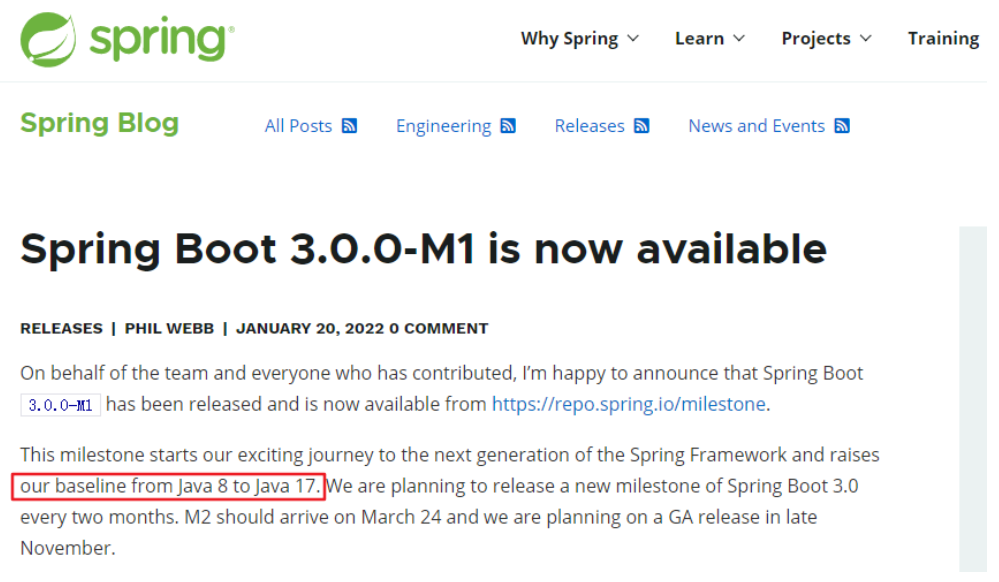 spring®
Why Spring Learn Projects Training
Spring Blog
All Posts Engineering Releases News and Events
Spring Boot 3.0.0-M1 is now available
RELEASES | PHIL WEBB | JANUARY 20, 2022 0 COMMENT
On behalf of the team and everyone who has contributed, I'm happy to announce that Spring Boot
3.0.0-M1 has been released and is now available from https://repo.spring.io/milestone.
This milestone starts our exciting journey to the next generation of the Spring Framework and raises
our baseline from Java 8 to Java 17. We are planning to release a new milestone of Spring Boot 3.0
every two months. M2 should arrive on March 24 and we are planning on a GA release in late
November.